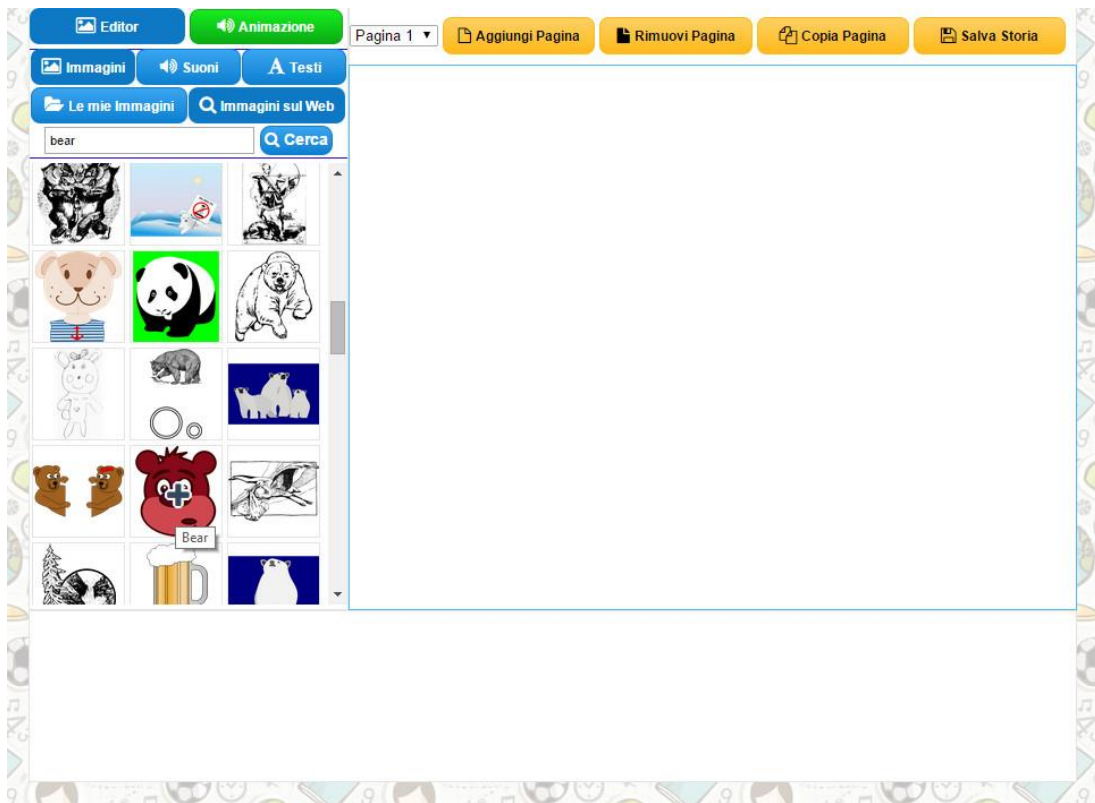 Editor Animazione
Pagina 1 Aggiungi Pagina Rimuovi Pagina Copia Pagina Salva Storia
Immagini Suoni Testi
Le mie Immagini Immagini sul Web
bear Cerca
Bear